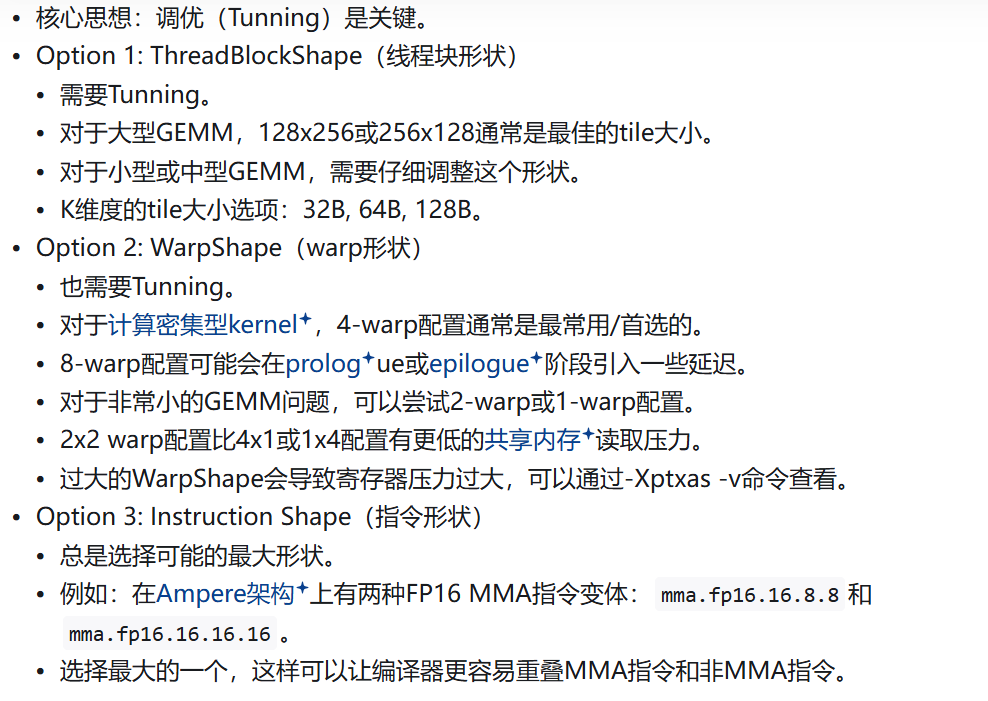 • 核心思想：调优（Tunning）是关键。
• Option 1: ThreadBlockShape（线程块形状）
• 需要Tunning。
• 对于大型GEMM，128x256或256x128通常是最佳的tile大小。
• 对于小型或中型GEMM，需要仔细调整这个形状。
• K维度的tile大小选项：32B, 64B, 128B。
• Option 2: WarpShape（warp形状）
• 也需要Tunning。
• 对于计算密集型kernel，4-warp配置通常是最常用/首选的。
• 8-warp配置可能会在prologue或epilogue阶段引入一些延迟。
• 对于非常小的GEMM问题，可以尝试2-warp或1-warp配置。
• 2x2 warp配置比4x1或1x4配置有更低的共享内存读取压力。
• 过大的WarpShape会导致寄存器压力过大，可以通过-Xptxas -v命令查看。
• Option 3: Instruction Shape（指令形状）
• 总是选择可能的最大形状。
• 例如：在Ampere架构上有两种FP16 MMA指令变体： mma.fp16.16.8.8 和
mma.fp16.16.16.16 。
• 选择最大的一个，这样可以让编译器更容易重叠MMA指令和非MMA指令。